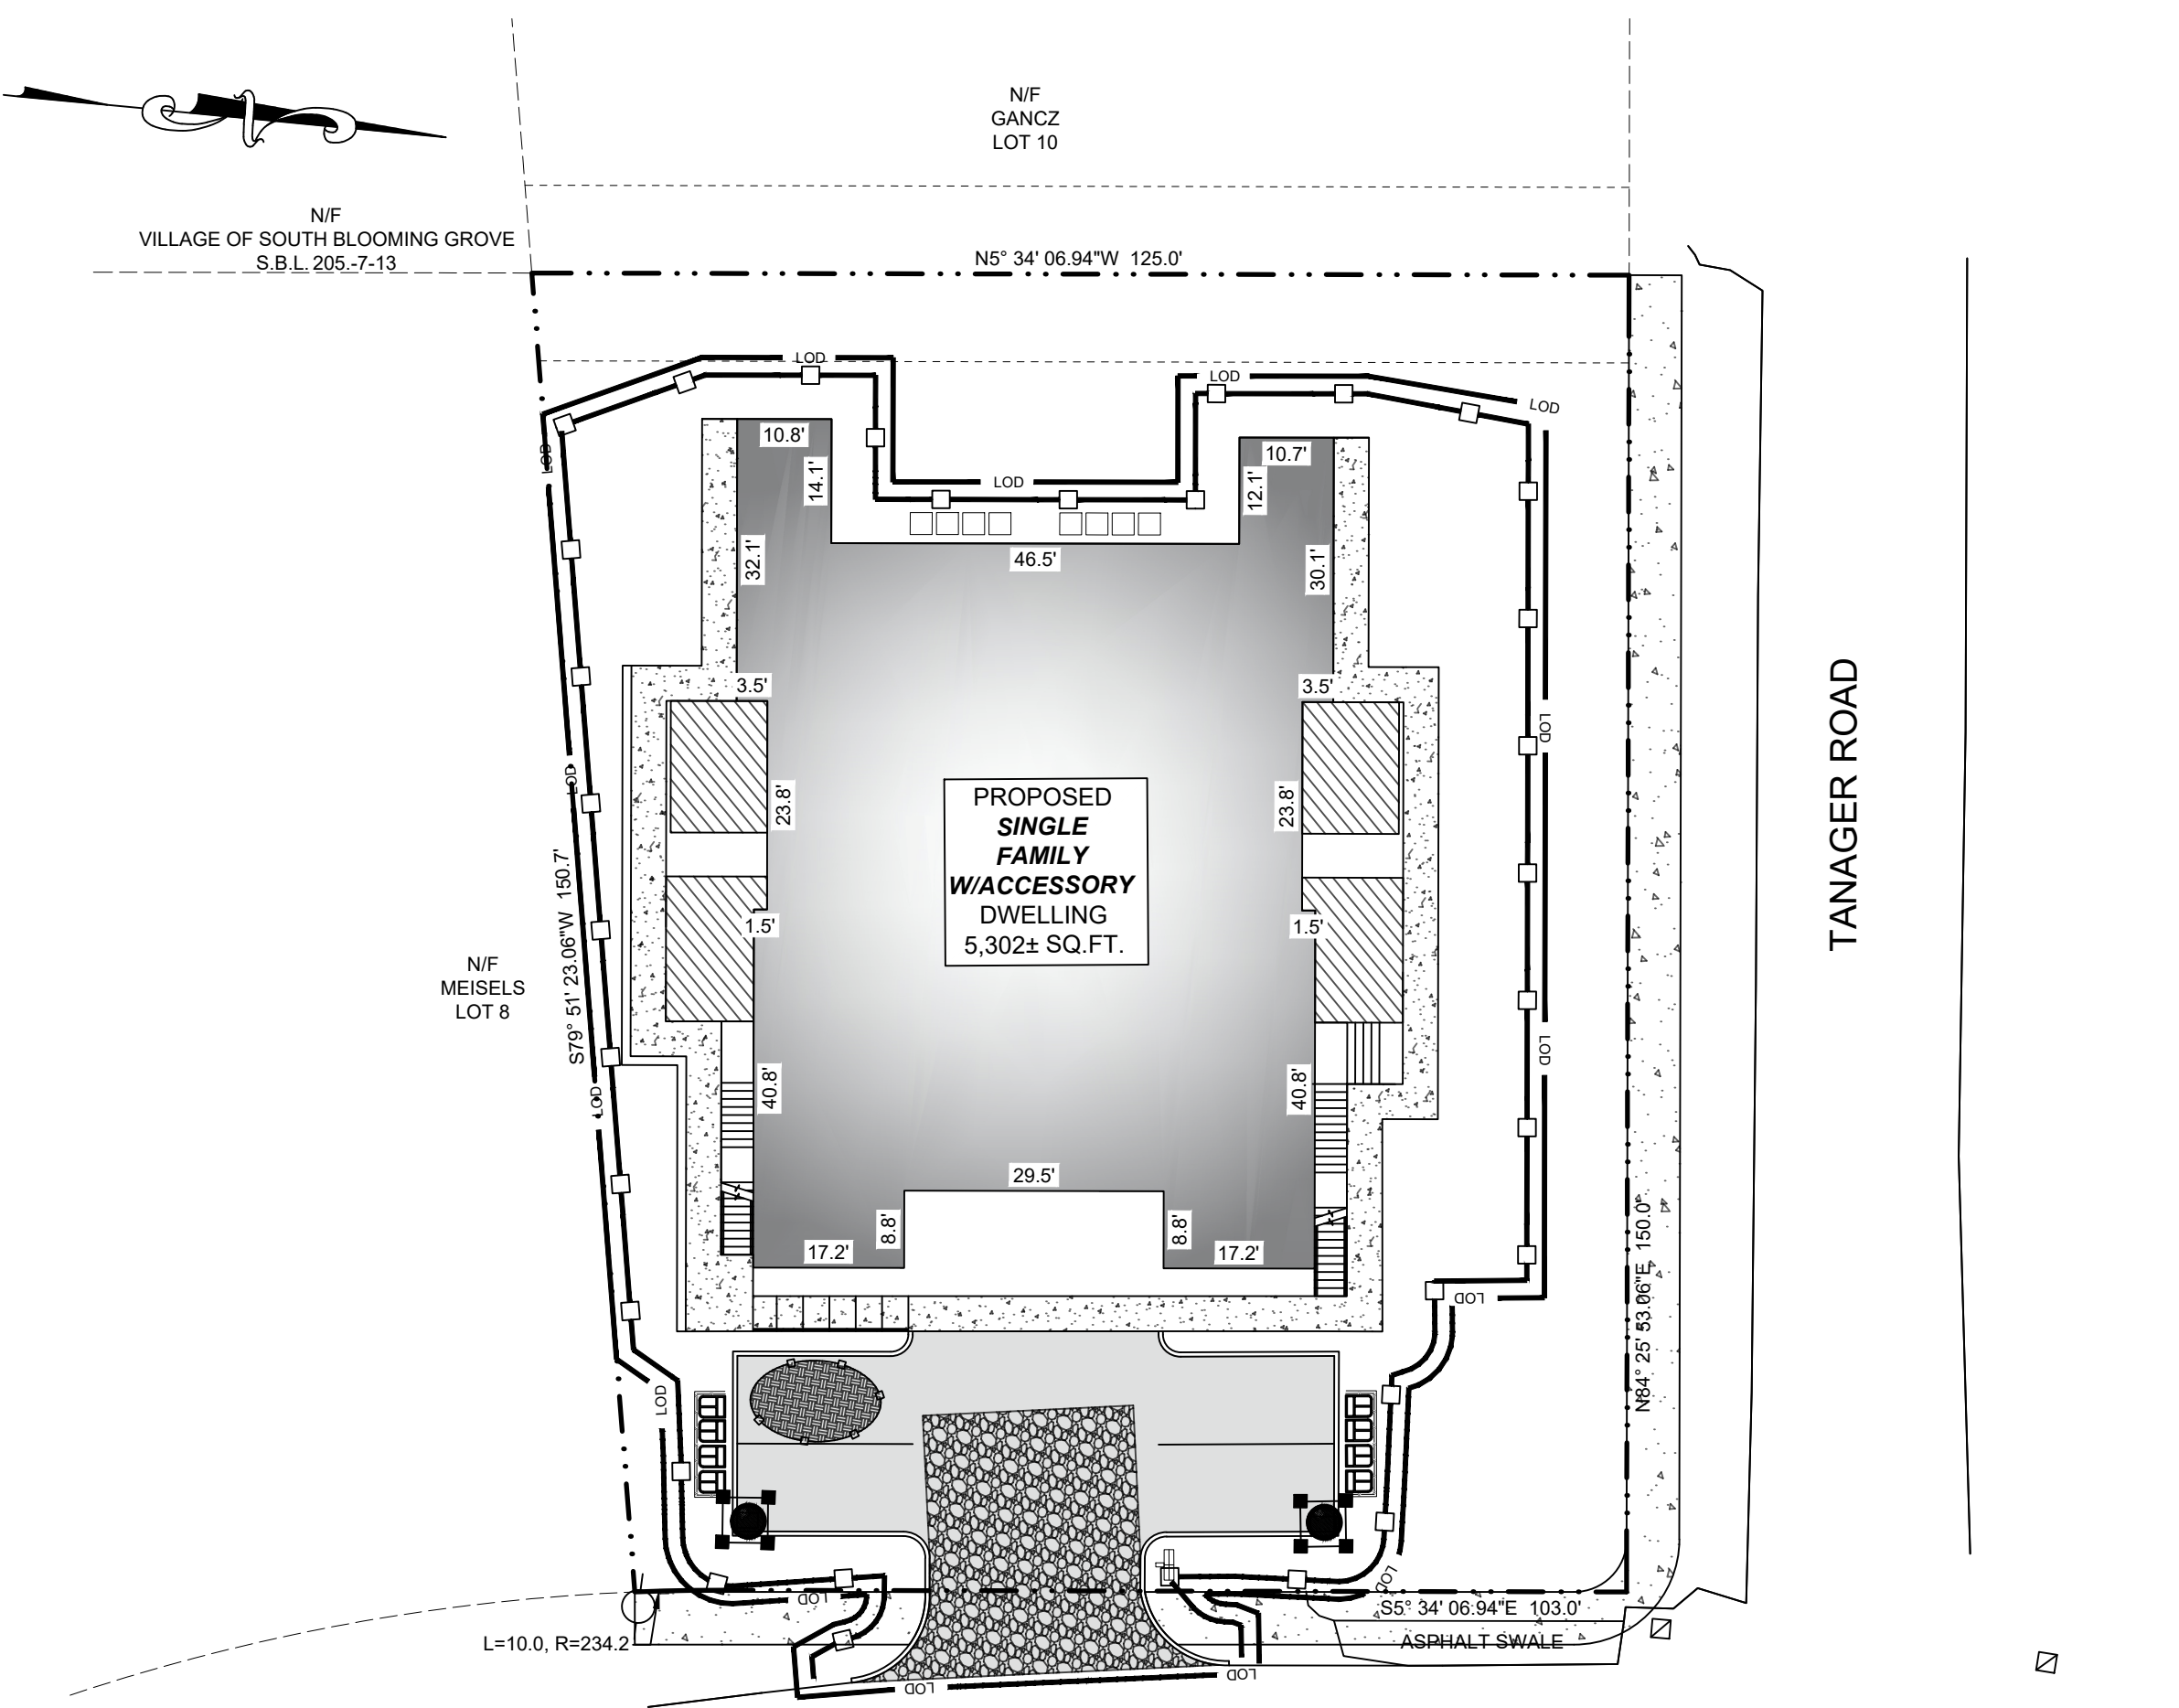 N/F
GANCZ
LOT 10
N/F
VILLAGE OF SOUTH BLOOMING GROVE
S.B.L. 205.-7-13
N5° 34' 06.94"W 125.0'
LOD
LOD
LOD
LOD
LOD
10.8'
14.1'
10.7'
12.1'
46.5'
32.1'
30.1'
3.5'
3.5'
LOD
LOD
23.8'
23.8'
PROPOSED
SINGLE
FAMILY
W/ACCESSORY
DWELLING
5,302± SQ.FT.
1.5'
1.5'
TANAGER ROAD
S79° 51' 23.06"W 150.7'
N/F
MEISELS
LOT 8
LOD
LOD
40.8'
40.8'
29.5'
8.8'
8.8'
17.2'
17.2'
N84° 25' 53.06"E 150.0'
LOD
LOD
LOD
LOD
S5° 34' 06.94"E 103.0'
L=10.0, R=234.2
ASPHALT SWALE
LOD
LOD